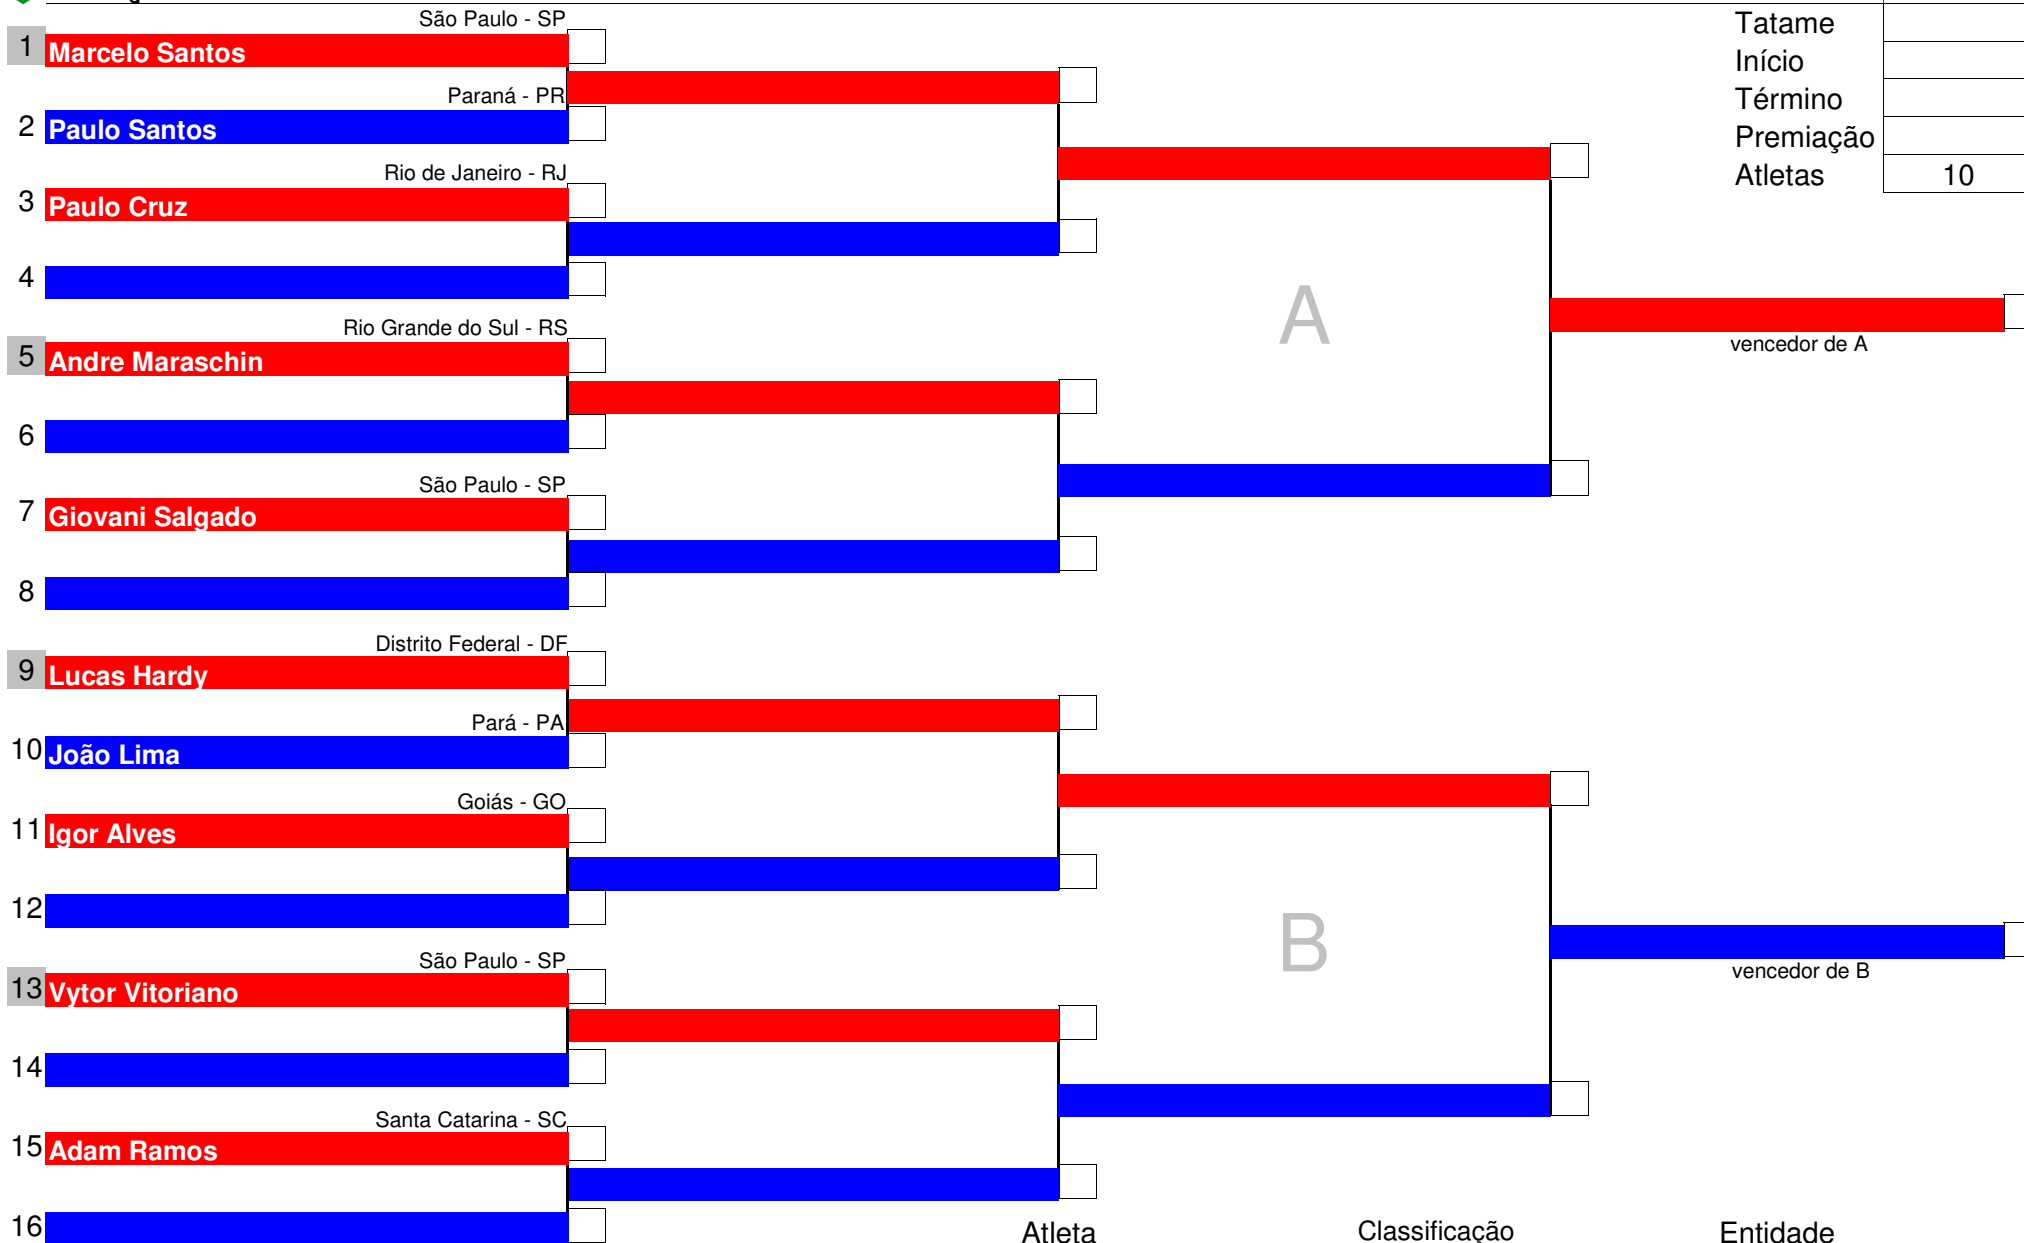 São Paulo - SP
1 Marcelo Santos
Paraná - PR
2 Paulo Santos
Rio de Janeiro - RJ
3 Paulo Cruz
4
Rio Grande do Sul - RS
5 Andre Maraschin
6
São Paulo - SP
7 Giovani Salgado
8
Distrito Federal - DF
9 Lucas Hardy
Pará - PA
10 João Lima
Goiás - GO
11 Igor Alves
12
São Paulo - SP
13 Vytor Vitoriano
14
Santa Catarina - SC
15 Adam Ramos
16
A
B
Tatame
Início
Término
Premiação
Atletas 10
vencedor de A
vencedor de B
Atleta Classificação Entidade